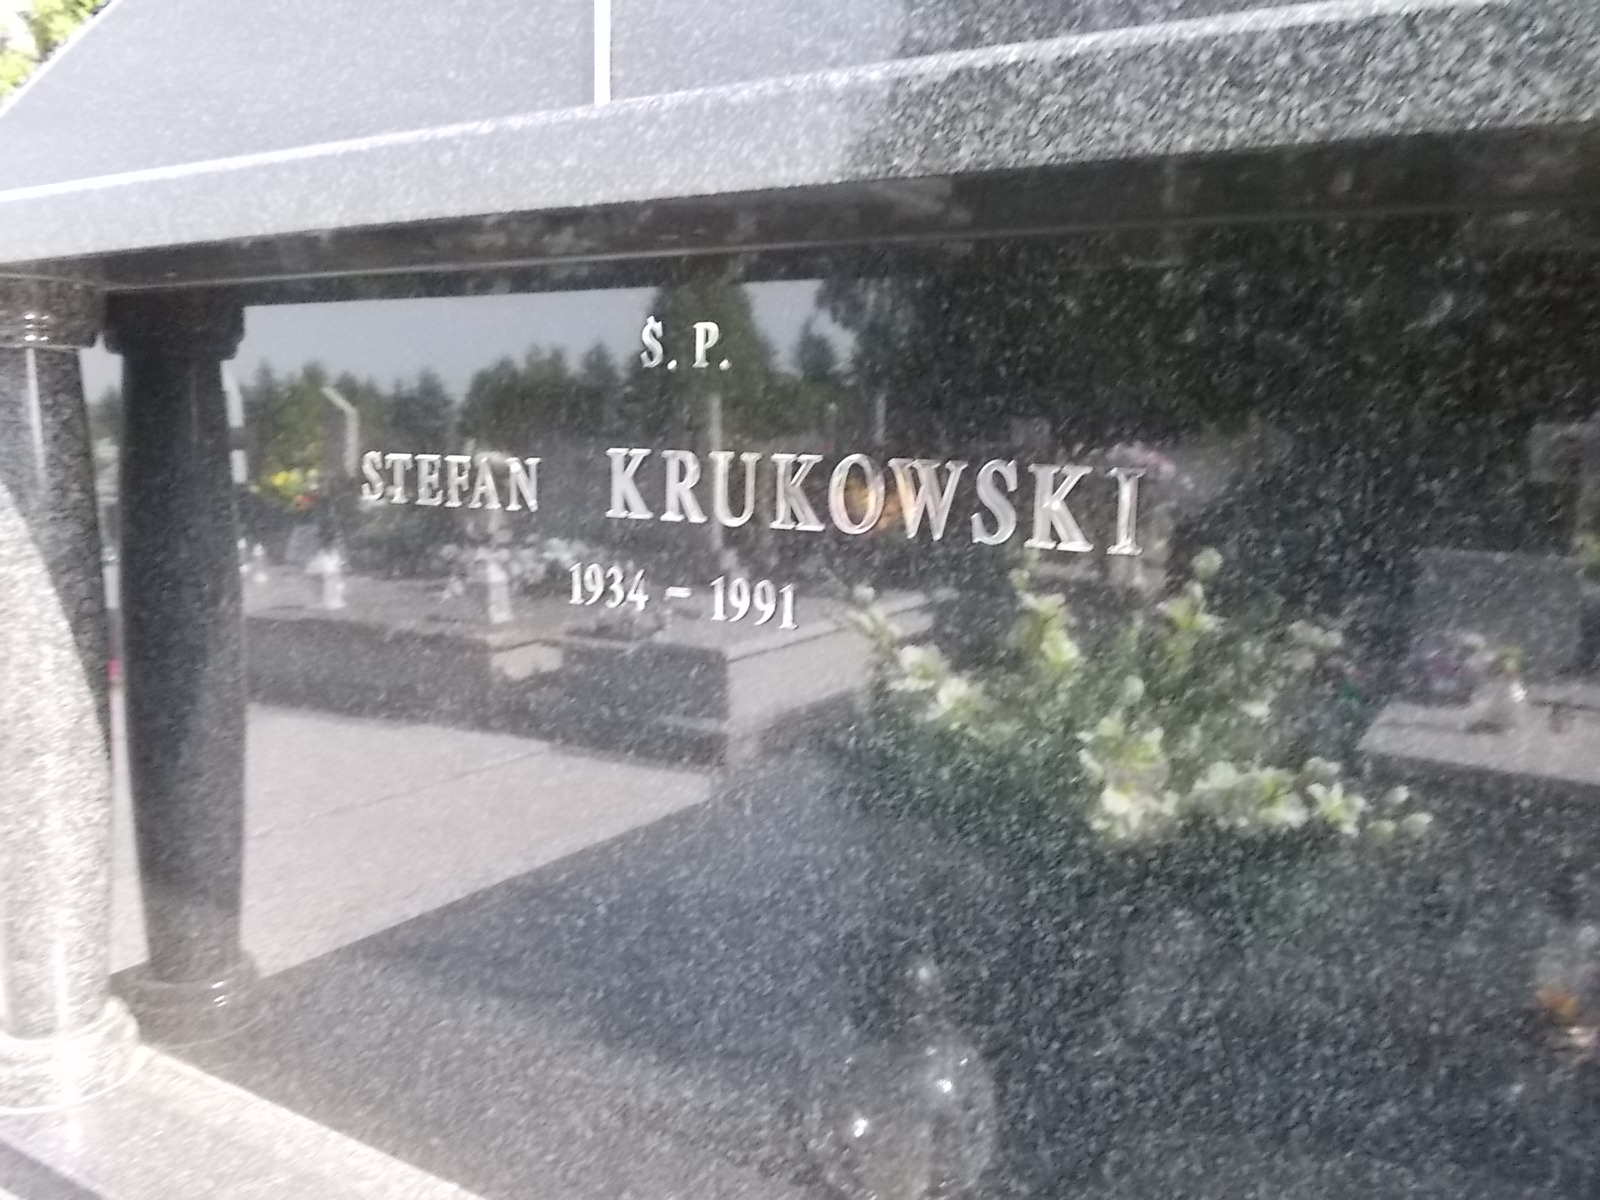 Ś. P.
STEFAN KRUKOWSKI
1934 - 1991